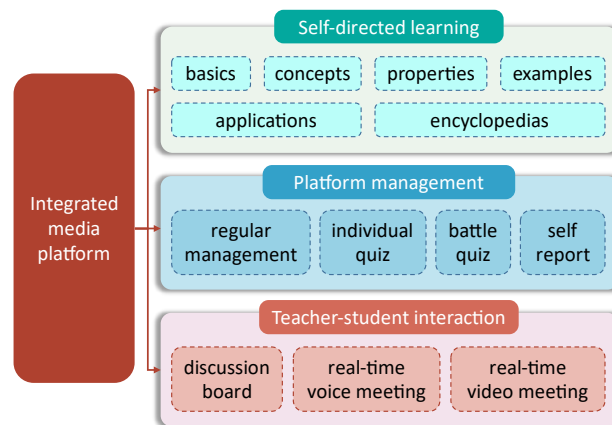 Self-directed learning
basics concepts properties examples
applications encyclopedias
Integrated
media
platform
Platform management
regular
management
individual
quiz
battle
quiz
self
report
Teacher-student interaction
discussion
board
real-time
voice meeting
real-time
video meeting